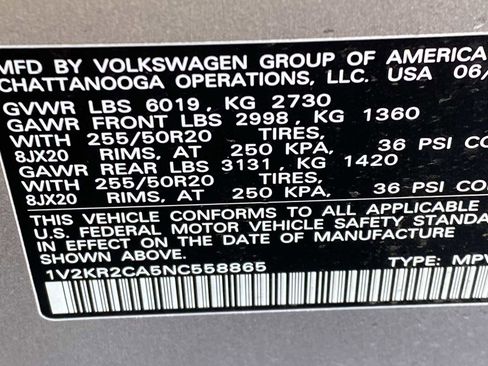 MFD BY VOLKSWAGEN GROUP OF AMERICA
CHATTANOOGA OPERATIONS, LLC. USA 06/
GVWR LBS 6019, KG 2730
GAWR FRONT LBS 2998, KG 1360
WITH 255/50R20 TIRES,
8JX20 RIMS, AT 250 KPA, 36 PSI CO
GAWR REAR LBS 3131, KG 1420
WITH 255/50R20 TIRES,
8JX20 RIMS, AT 250 KPA, 36 PSI CO
THIS VEHICLE CONFORMS TO ALL APPLICABLE
U.S. FEDERAL MOTOR VEHICLE SAFETY STANDA
IN EFFECT ON THE DATE OF MANUFACTURE
1V2KR2CA5NC558865 TYPE: MPV